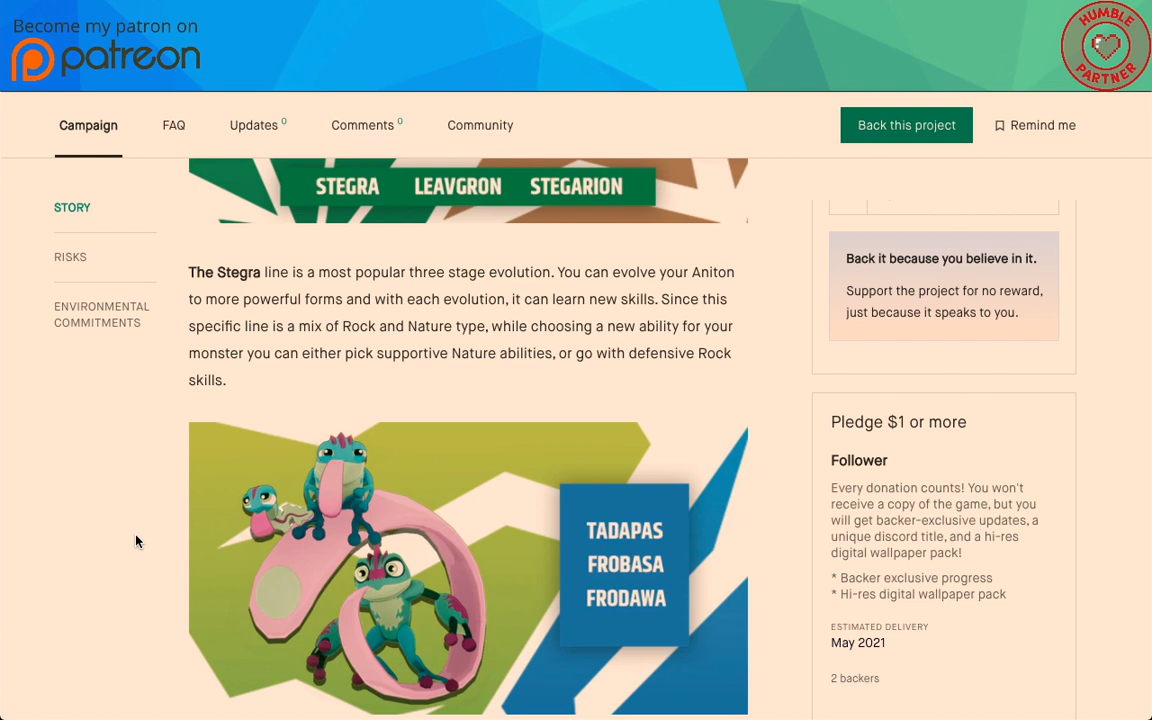 Become my patron on
patreon
HUMBLE
PARTNER
Campaign
FAQ
Updates 0
Comments 0
Community
Back this project
Remind me
STORY
RISKS
ENVIRONMENTAL
COMMITMENTS
STEGRA LEAVGRON STEGARION
The Stegra line is a most popular three stage evolution. You can evolve your Aniton
to more powerful forms and with each evolution, it can learn new skills. Since this
specific line is a mix of Rock and Nature type, while choosing a new ability for your
monster you can either pick supportive Nature abilities, or go with defensive Rock
skills.
TADAPAS
FROBASA
FRODAWA
Back it because you believe in it.
Support the project for no reward,
just because it speaks to you.
Pledge $1 or more
Follower
Every donation counts! You won't
receive a copy of the game, but you
will get backer-exclusive updates, a
unique discord title, and a hi-res
digital wallpaper pack!
* Backer exclusive progress
* Hi-res digital wallpaper pack
ESTIMATED DELIVERY
May 2021
2 backers